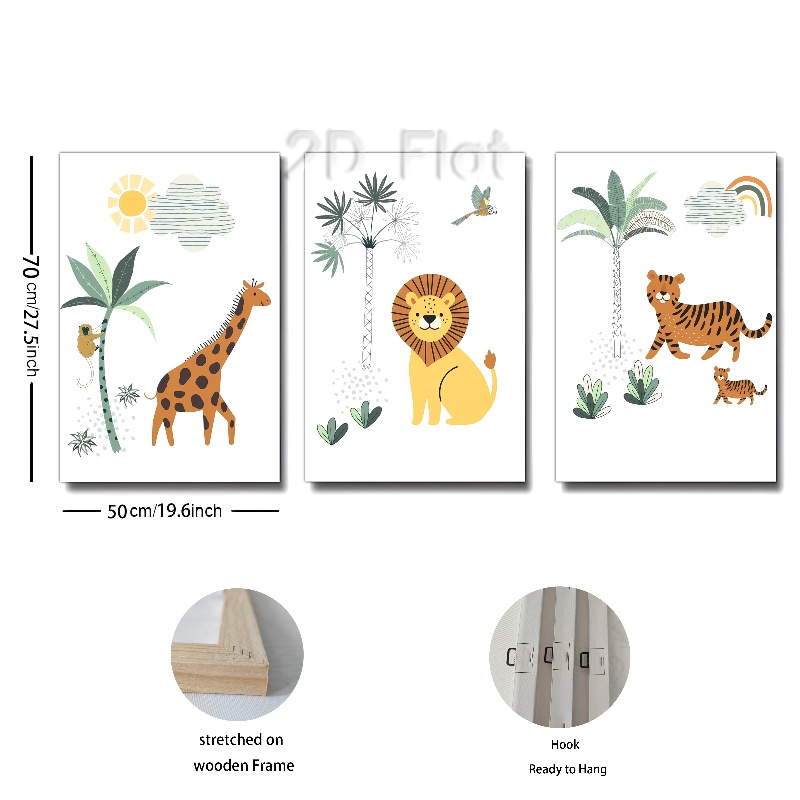 2D Flat
70 cm/27.5inch
50 cm/19.6inch
stretched on
wooden Frame
Hook
Ready to Hang